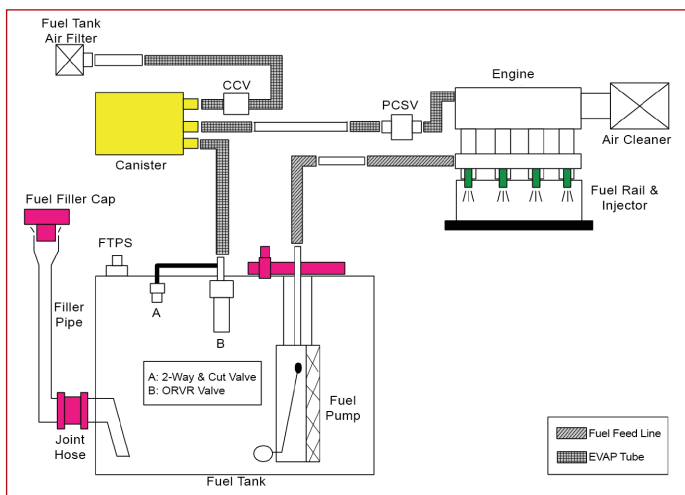 Fuel Tank
Air Filter
CCV
PCSV
Engine
Air Cleaner
Canister
Fuel Rail &
Injector
Fuel Filler Cap
FTPS
Filler
Pipe
A
B
A: 2-Way & Cut Valve
B: ORVR Valve
Fuel
Pump
Joint
Hose
Fuel Tank
Fuel Feed Line
EVAP Tube